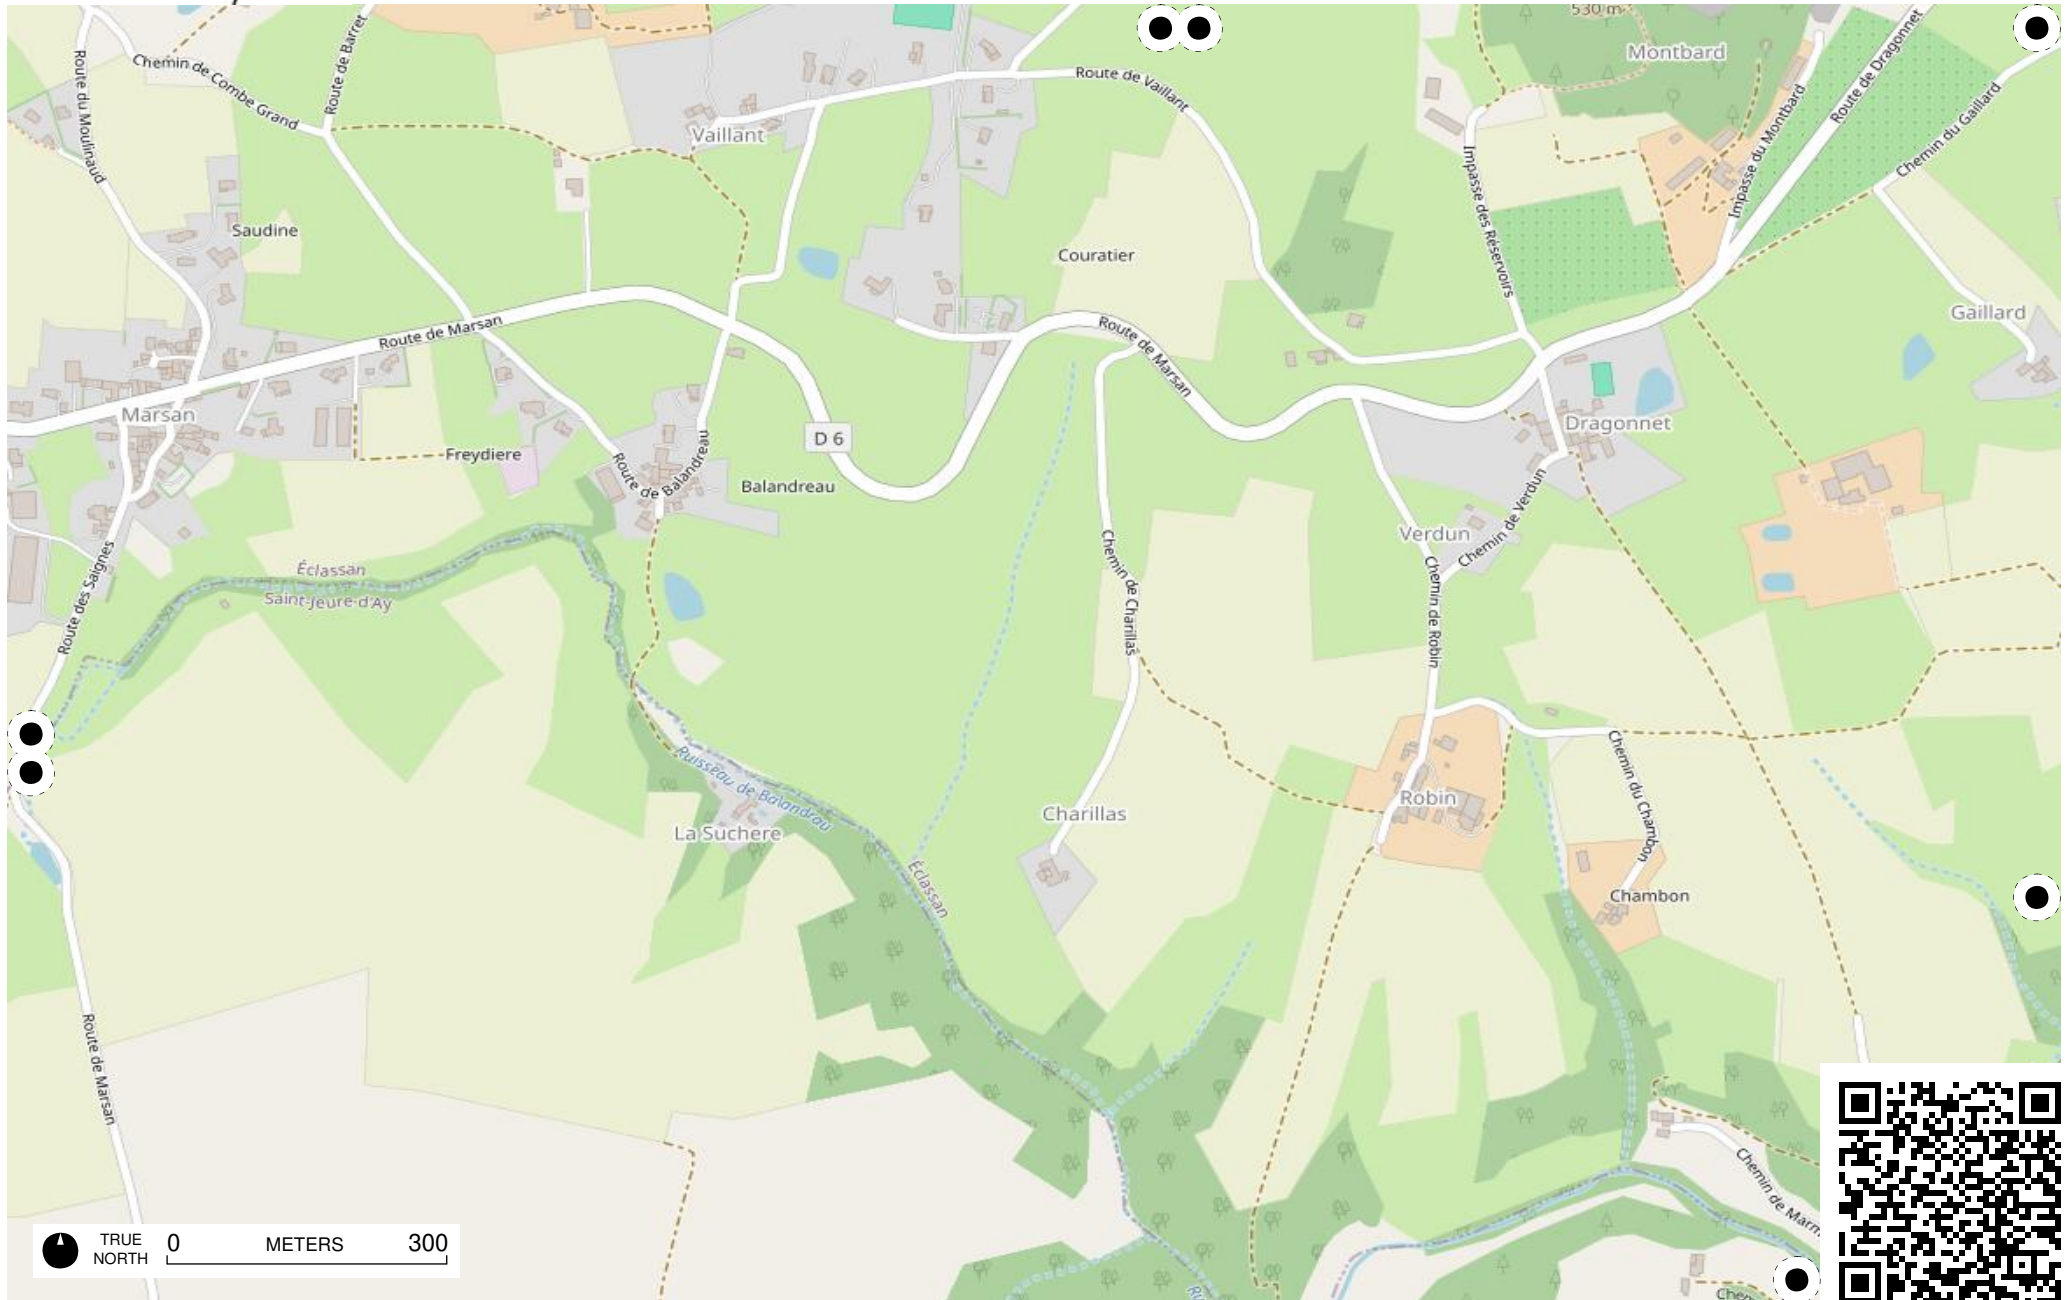 530 m
Montbard
Route du Moulinaud
Chemin de Combe Grand
Route de Barret
Route de Vaillant
Route de Dragonnet
Vaillant
Impasse du Montbard
Chemin du Gaillard
Impasse des Réservoirs
Saudine
Couratier
Gaillard
Route de Marsan
Route de Marsan
Marsan
D 6
Dragonnet
Freydiere
Route de Balandreau
Balandreau
Verdun
Chemin de Verdun
Éclassan
Saint-Jeure-d'Ay
Route des Saignes
Chemin de Charillas
Chemin de Robin
Ruisseau de Balandrau
La Suchere
Charillas
Robin
Chemin du Chambon
Éclassan
Chambon
Route de Marsan
Chemin de Marm
TRUE
NORTH
0 METERS 300
Ru
Chem